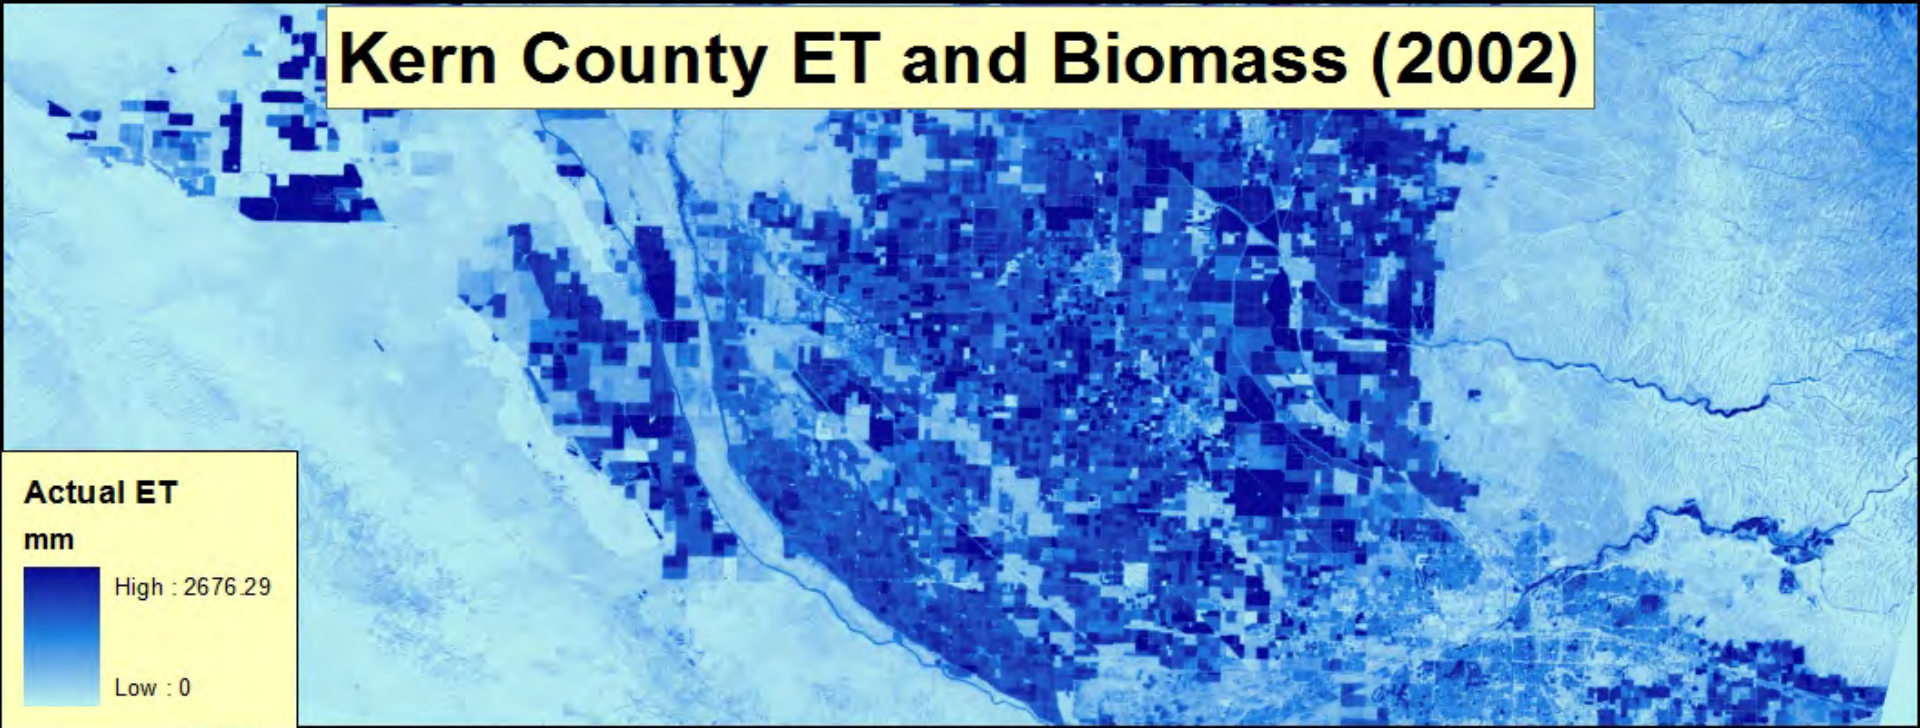 Kern County ET and Biomass (2002)
Actual ET
mm
High : 2676.29
Low : 0